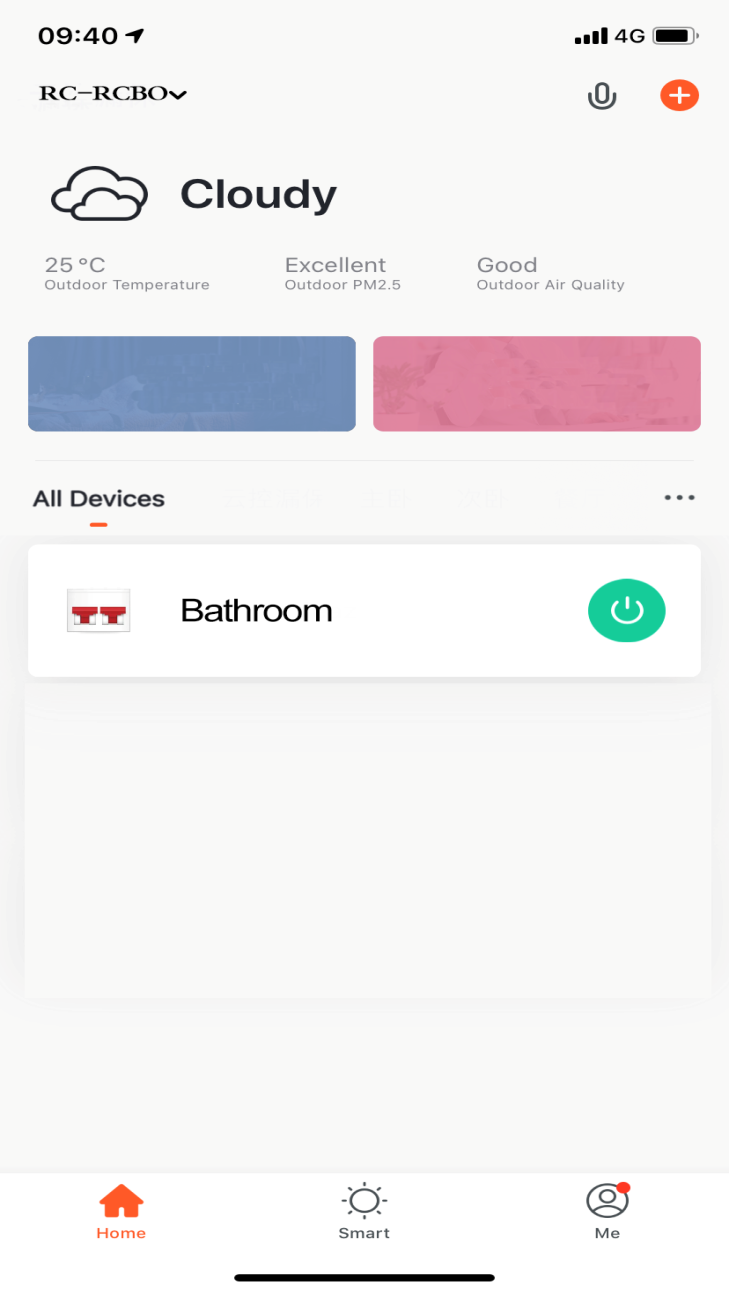 09:40 4G
RC-RCBO
Cloudy
25 °C Excellent Good
Outdoor Temperature Outdoor PM2.5 Outdoor Air Quality
All Devices
Bathroom
Home Smart Me